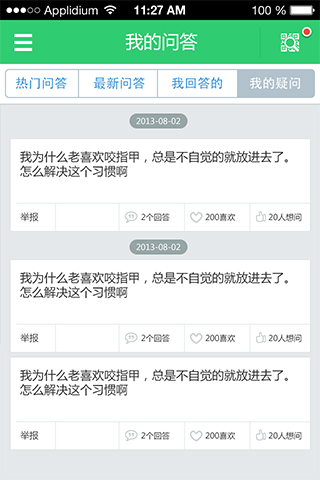 Applidium 11:27 AM 100 %
我的问答
热门问答 最新问答 我回答的 我的疑问
2013-08-02
我为什么老喜欢咬指甲，总是不自觉的就放进去了。
怎么解决这个习惯啊
举报 2个回答 200喜欢 20人想问
2013-08-02
我为什么老喜欢咬指甲，总是不自觉的就放进去了。
怎么解决这个习惯啊
举报 2个回答 200喜欢 20人想问
我为什么老喜欢咬指甲，总是不自觉的就放进去了。
怎么解决这个习惯啊
举报 2个回答 200喜欢 20人想问